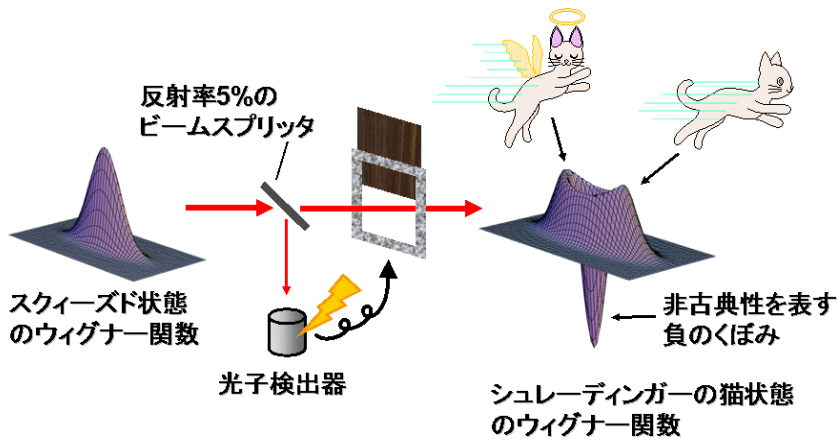 反射率5%の
ビームスプリッタ
スクィーズド状態
のウィグナー関数
光子検出器
非古典性を表す
負のくぼみ
シュレーディンガーの猫状態
のウィグナー関数